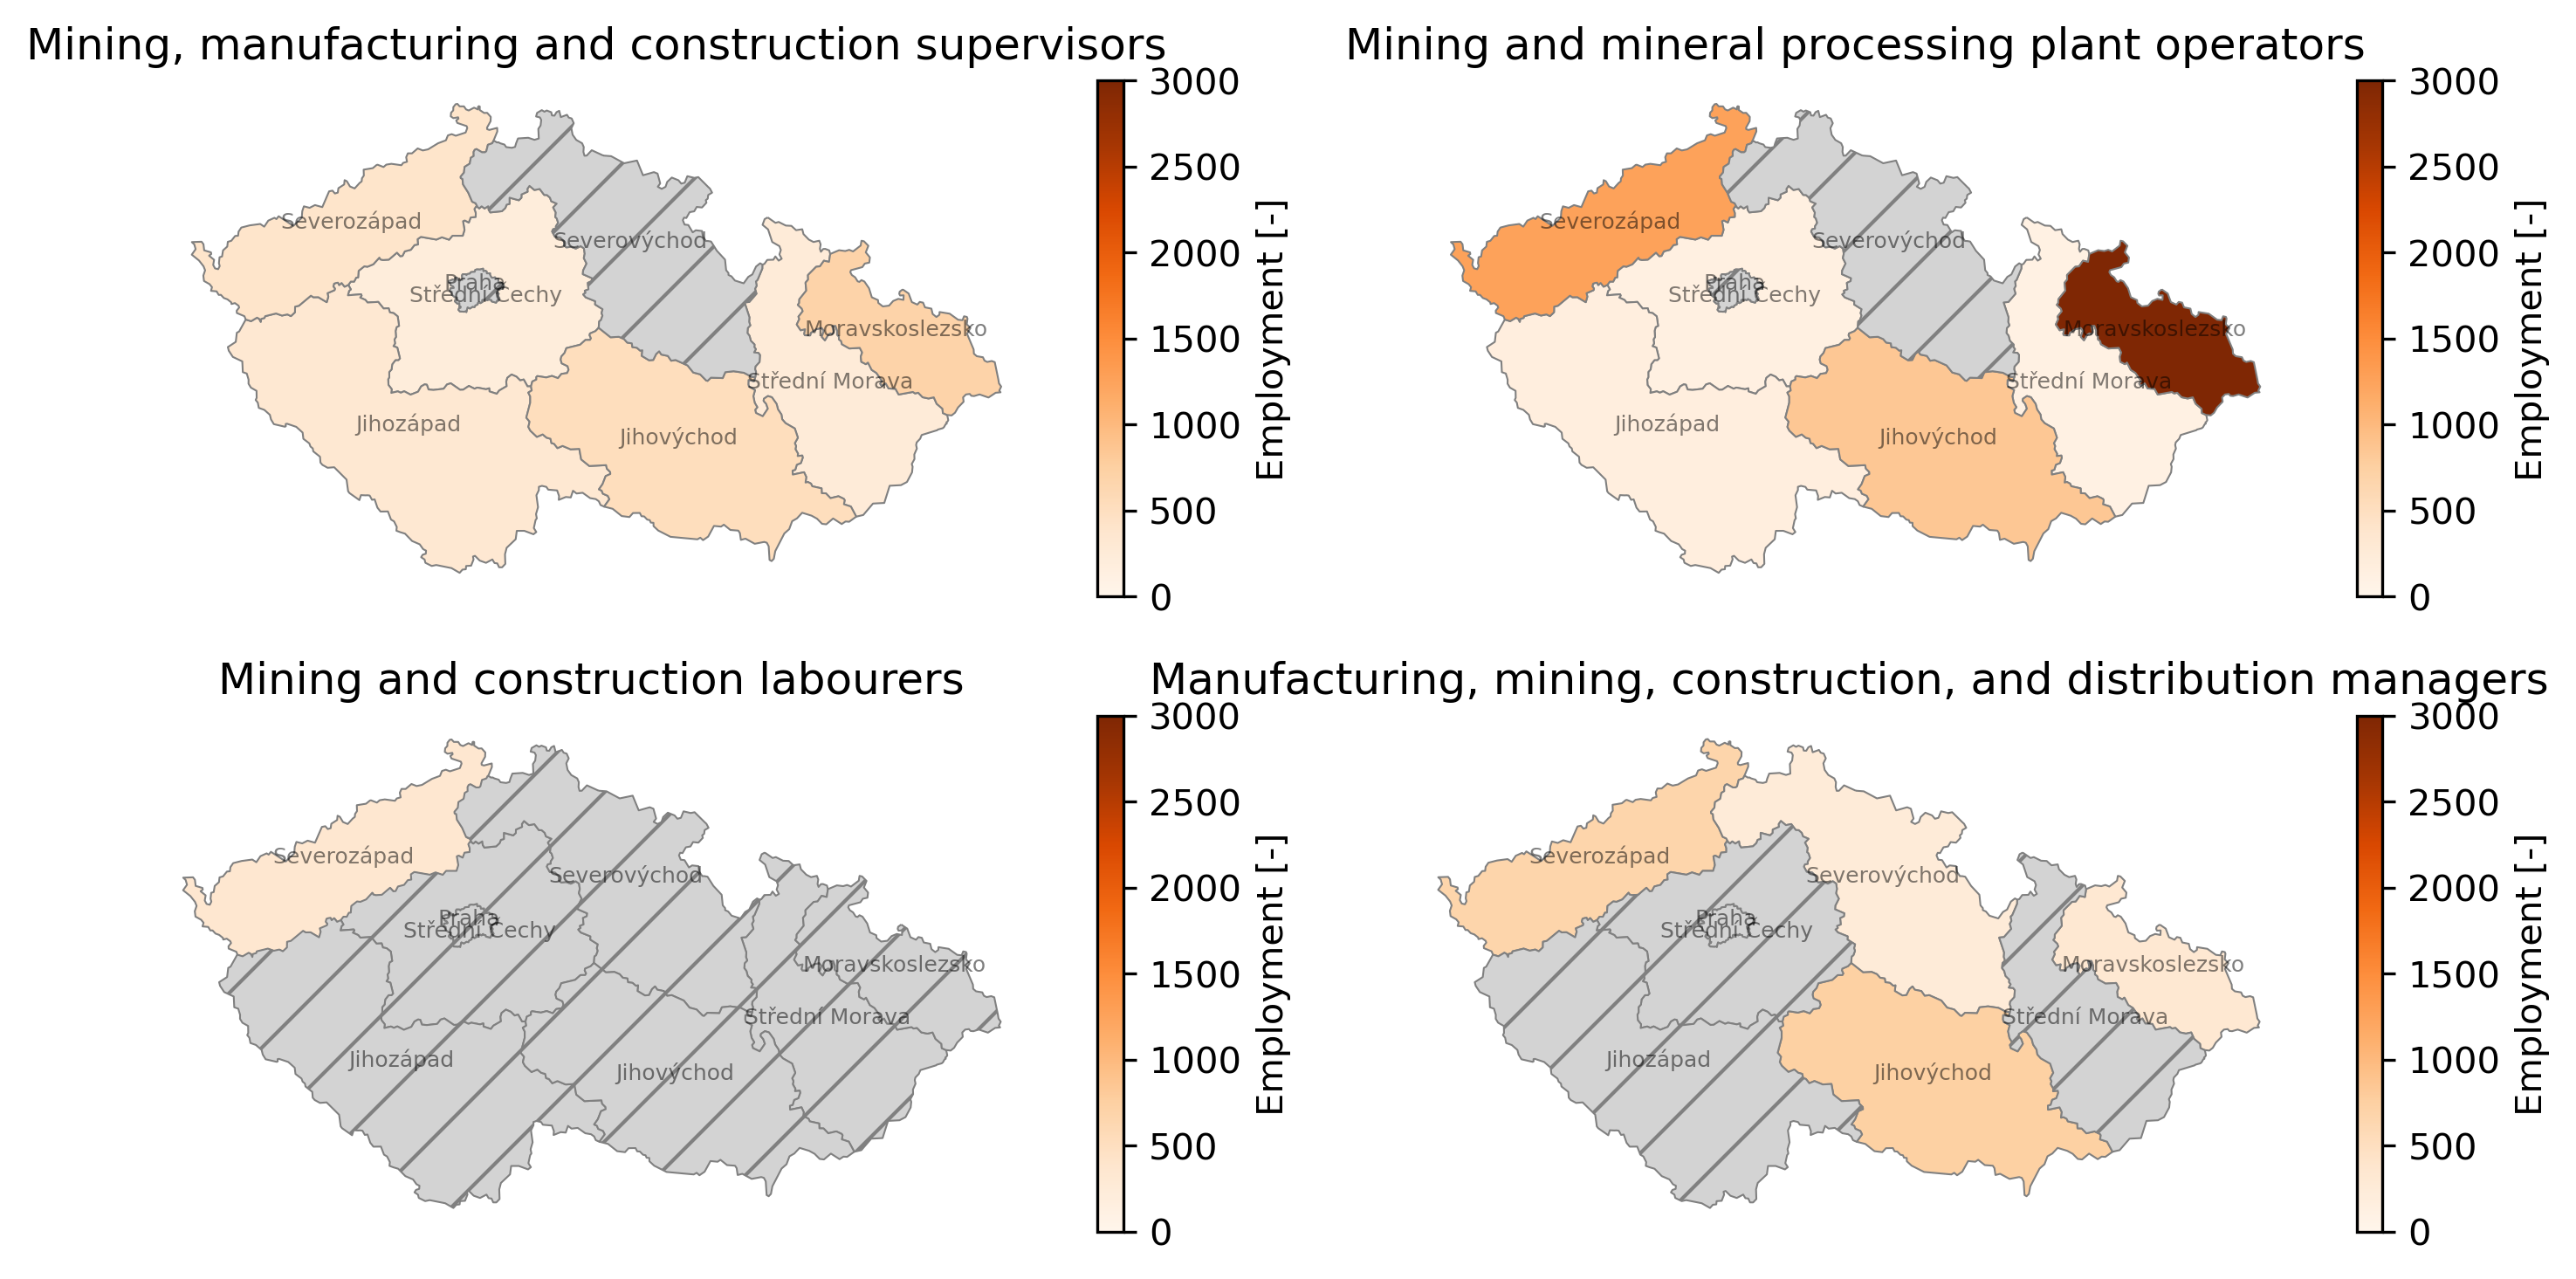 Mining, manufacturing and construction supervisors
3000
2500
2000
1500
1000
500
0
Employment [-]
Severozápad
Severovýchod
Praha
Střední Čechy
Moravskoslezsko
Střední Morava
Jihozápad
Jihovýchod
Mining and mineral processing plant operators
3000
2500
2000
1500
1000
500
0
Employment [-]
Severozápad
Severovýchod
Praha
Střední Čechy
Moravskoslezsko
Střední Morava
Jihozápad
Jihovýchod
Mining and construction labourers
3000
2500
2000
1500
1000
500
0
Employment [-]
Severozápad
Severovýchod
Praha
Střední Čechy
Moravskoslezsko
Střední Morava
Jihozápad
Jihovýchod
Manufacturing, mining, construction, and distribution managers
3000
2500
2000
1500
1000
500
0
Employment [-]
Severozápad
Severovýchod
Praha
Střední Čechy
Moravskoslezsko
Střední Morava
Jihozápad
Jihovýchod